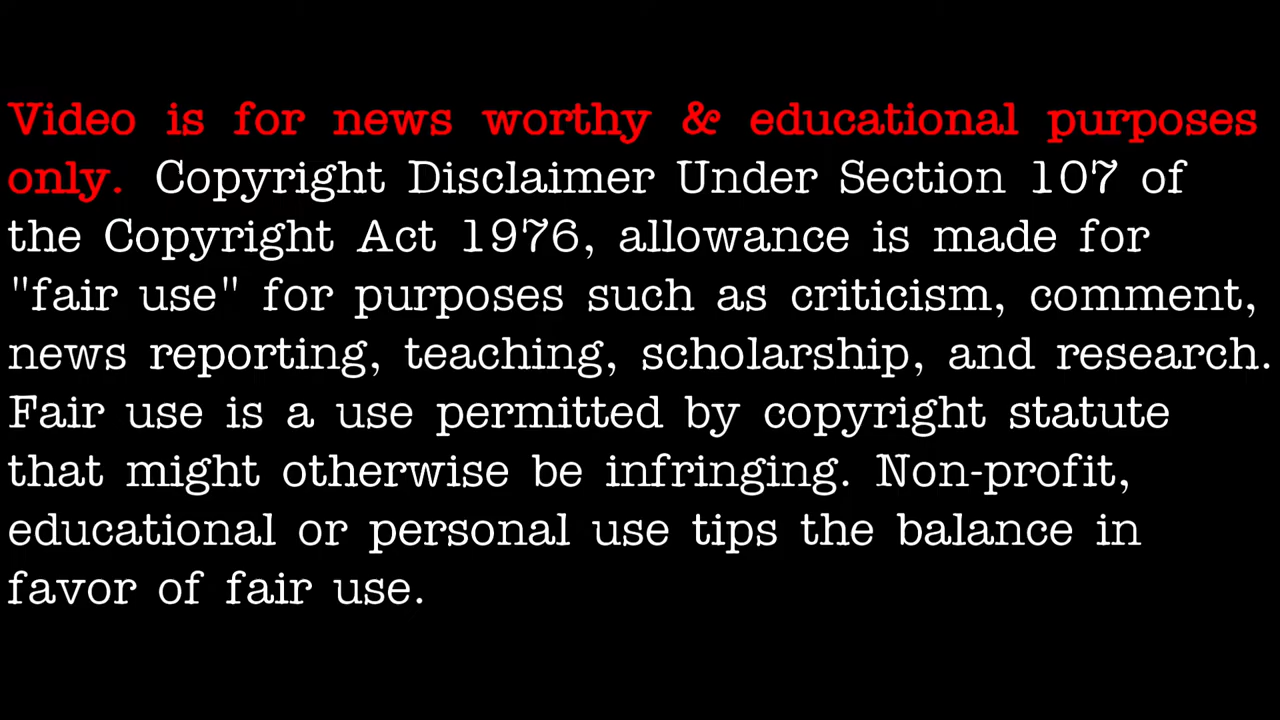 Video is for news worthy & educational purposes
only. Copyright Disclaimer Under Section 107 of
the Copyright Act 1976, allowance is made for
"fair use" for purposes such as criticism, comment,
news reporting, teaching, scholarship, and research.
Fair use is a use permitted by copyright statute
that might otherwise be infringing. Non-profit,
educational or personal use tips the balance in
favor of fair use.